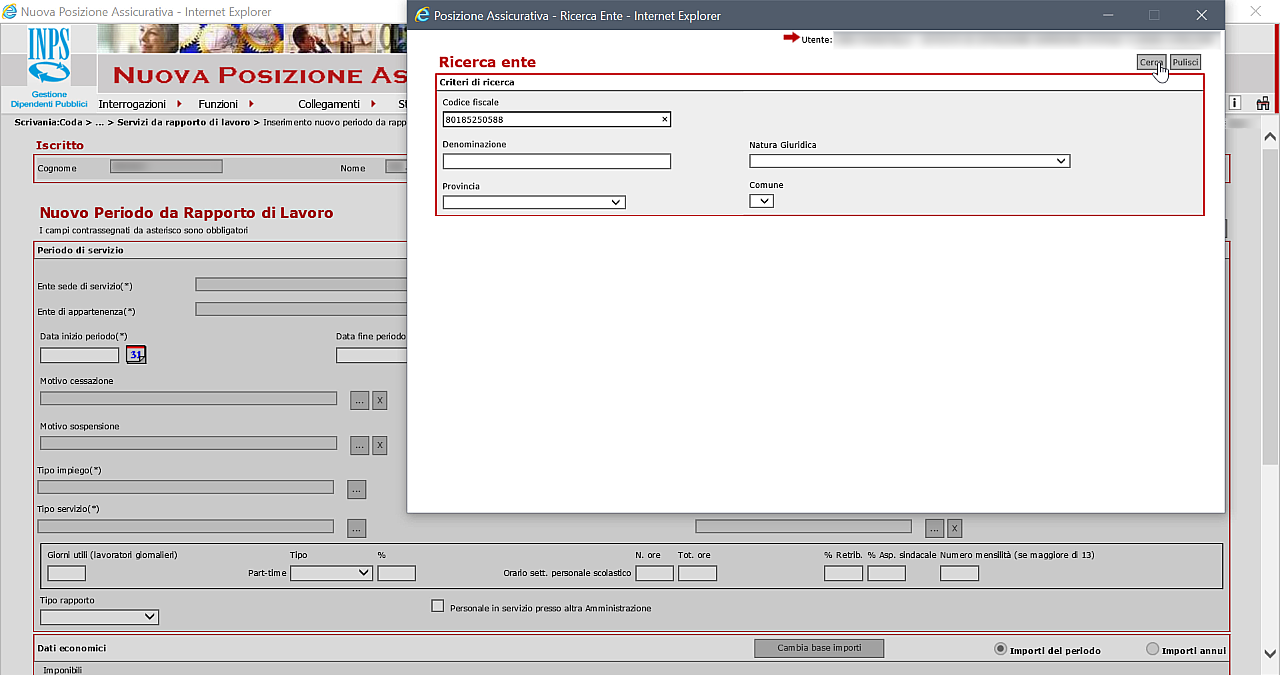 Nuova Posizione Assicurativa - Internet Explorer
Posizione Assicurativa - Ricerca Ente - Internet Explorer
INPS
Gestione
Dipendenti Pubblici
NUOVA POSIZIONE AS
Interrogazioni
Funzioni
Collegamenti
Scrivania:Coda > ... > Servizi da rapporto di lavoro > Inserimento nuovo periodo da rapp
Utente:
Ricerca ente
Cerca
Pulisci
Criteri di ricerca
Codice fiscale
80185250588
×
Denominazione
Natura Giuridica
Provincia
Comune
Iscritto
Cognome
Nome
Nuovo Periodo da Rapporto di Lavoro
I campi contrassegnati da asterisco sono obbligatori
Periodo di servizio
Ente sede di servizio(*)
Ente di appartenenza(*)
Data inizio periodo(*)
Data fine periodo
31
Motivo cessazione
... X
Motivo sospensione
... X
Tipo impiego(*)
...
Tipo servizio(*)
...
... X
Giorni utili (lavoratori giornalieri)
Tipo
%
N. ore
Tot. ore
% Retrib.
% Asp. sindacale
Numero mensilità (se maggiore di 13)
Part-time
Orario sett. personale scolastico
Tipo rapporto
Personale in servizio presso altra Amministrazione
Dati economici
Cambia base importi
Importi del periodo
Importi annui
Imponibili